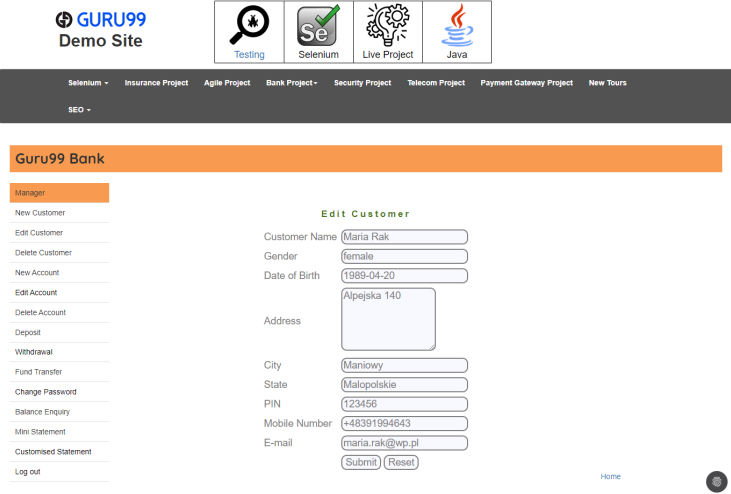 GURU99
Demo Site
Testing
Se
Selenium
Live Project
Java
Selenium
Insurance Project
Agile Project
Bank Project
Security Project
Telecom Project
Payment Gateway Project
New Tours
SEO
Guru99 Bank
Manager
New Customer
Edit Customer
Delete Customer
New Account
Edit Account
Delete Account
Deposit
Withdrawal
Fund Transfer
Change Password
Balance Enquiry
Mini Statement
Customised Statement
Log out
Edit Customer
Customer Name Maria Rak
Gender female
Date of Birth 1989-04-20
Address Alpejska 140
City Maniowy
State Malopolskie
PIN 123456
Mobile Number +48391994643
E-mail maria.rak@wp.pl
Submit Reset
Home